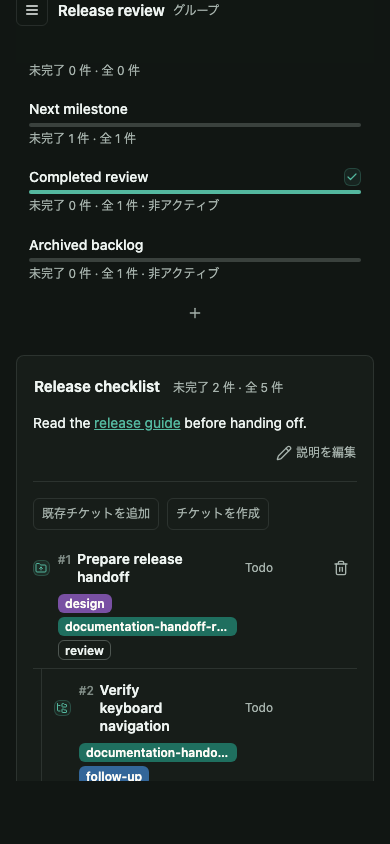 Release review グループ
未完了 0 件 · 全 0 件
Next milestone
未完了 1 件 · 全 1 件
Completed review
未完了 0 件 · 全 1 件 · 非アクティブ
Archived backlog
未完了 0 件 · 全 1 件 · 非アクティブ
+
Release checklist 未完了 2 件 · 全 5 件
Read the release guide before handing off.
説明を編集
既存チケットを追加 チケットを作成
#1 Prepare release Todo
handoff
design
documentation-handoff-r...
review
#2 Verify Todo
keyboard
navigation
documentation-hando...
follow-up